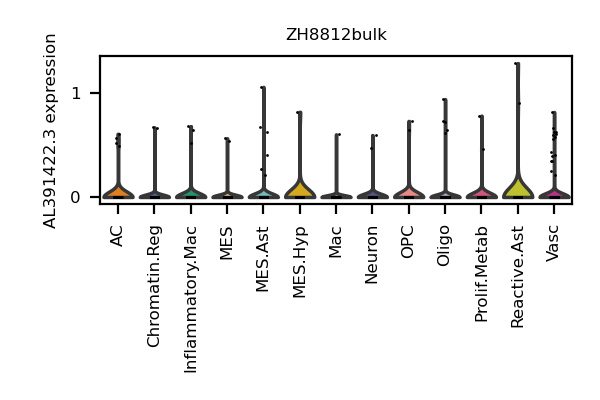 ZH8812bulk
AL391422.3 expression
1
0
AC
Chromatin.Reg
Inflammatory.Mac
MES
MES.Ast
MES.Hyp
Mac
Neuron
OPC
Oligo
Prolif.Metab
Reactive.Ast
Vasc